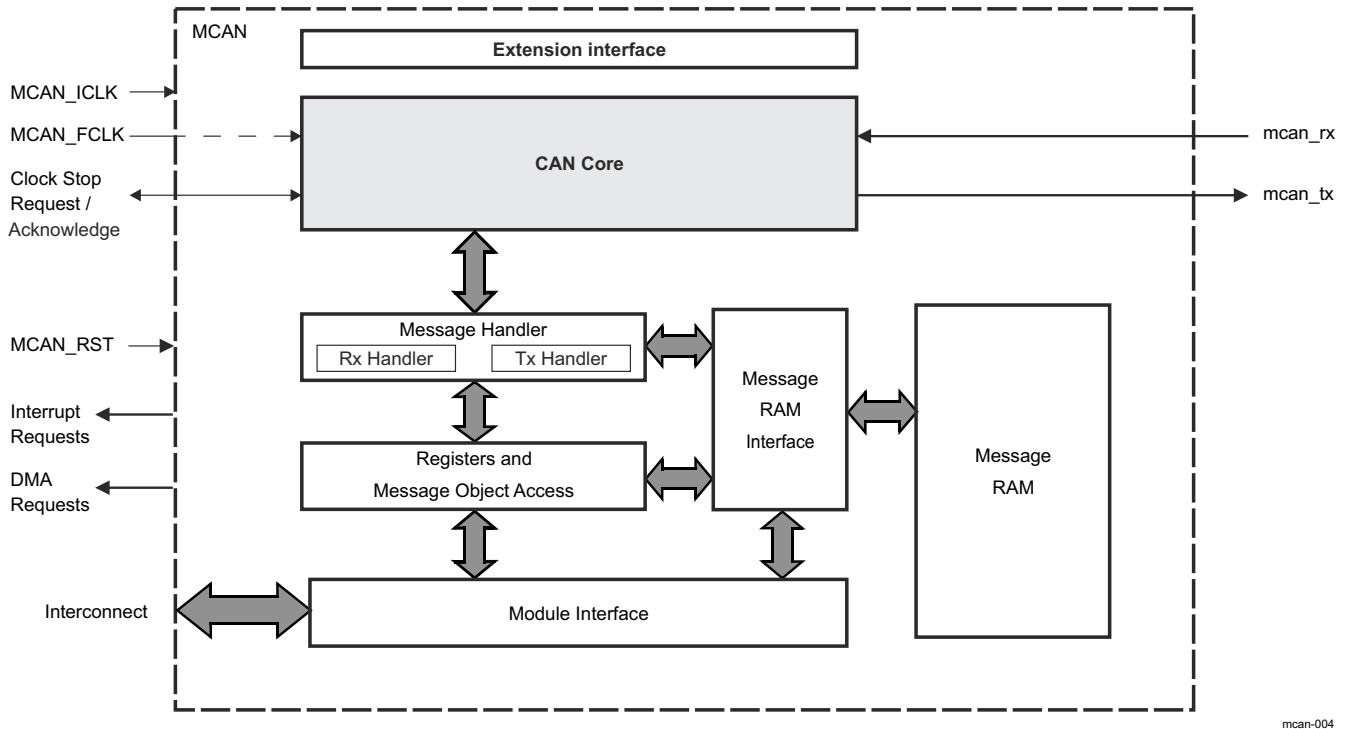 MCAN
Extension interface
MCAN_ICLK
MCAN_FCLK
mcan_rx
CAN Core
Clock Stop
Request /
Acknowledge
mcan_tx
Message Handler
Rx Handler
Tx Handler
MCAN_RST
Message
RAM
Interface
Interrupt
Requests
Registers and
Message Object Access
Message
RAM
DMA
Requests
Interconnect
Module Interface
mcan-004